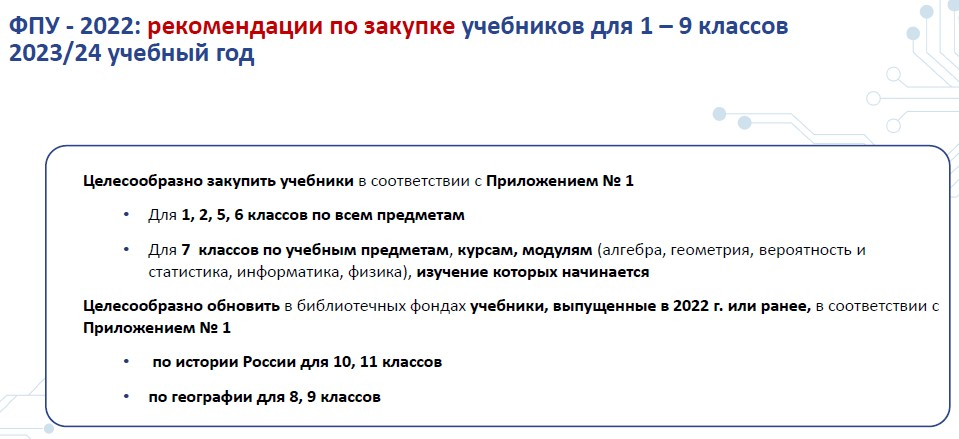 ФПУ - 2022: рекомендации по закупке учебников для 1 – 9 классов
2023/24 учебный год
Целесообразно закупить учебники в соответствии с Приложением № 1
• Для 1, 2, 5, 6 классов по всем предметам
• Для 7 классов по учебным предметам, курсам, модулям (алгебра, геометрия, вероятность и
статистика, информатика, физика), изучение которых начинается
Целесообразно обновить в библиотечных фондах учебники, выпущенные в 2022 г. или ранее, в соответствии с
Приложением № 1
• по истории России для 10, 11 классов
• по географии для 8, 9 классов